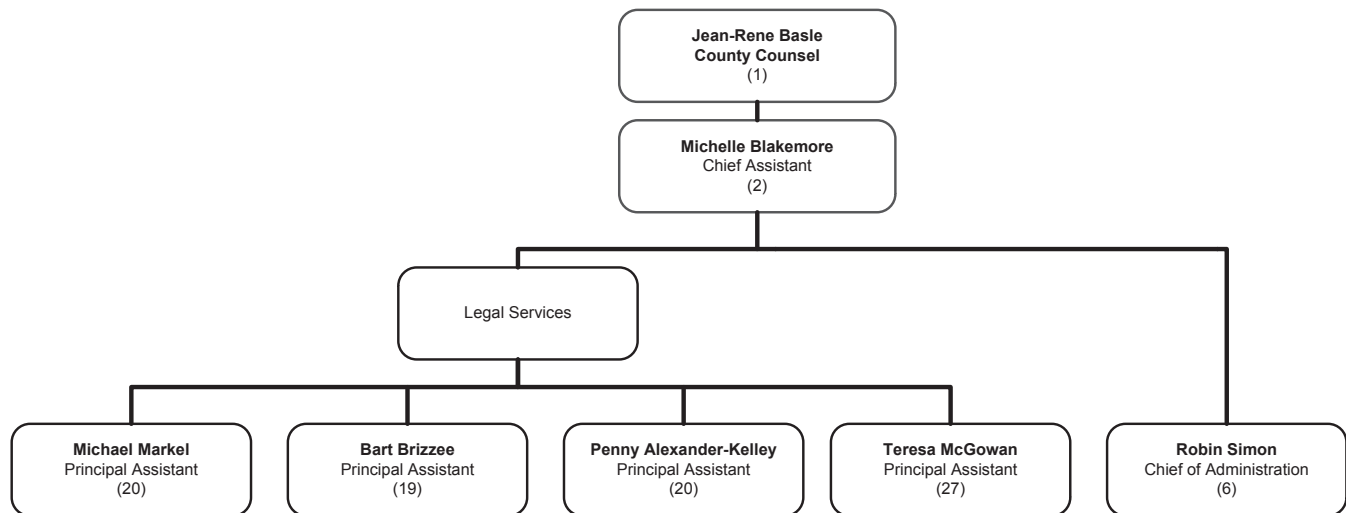 Jean-Rene Basle
County Counsel
(1)
Michelle Blakemore
Chief Assistant
(2)
Legal Services
Michael Markel
Principal Assistant
(20)
Bart Brizzee
Principal Assistant
(19)
Penny Alexander-Kelley
Principal Assistant
(20)
Teresa McGowan
Principal Assistant
(27)
Robin Simon
Chief of Administration
(6)